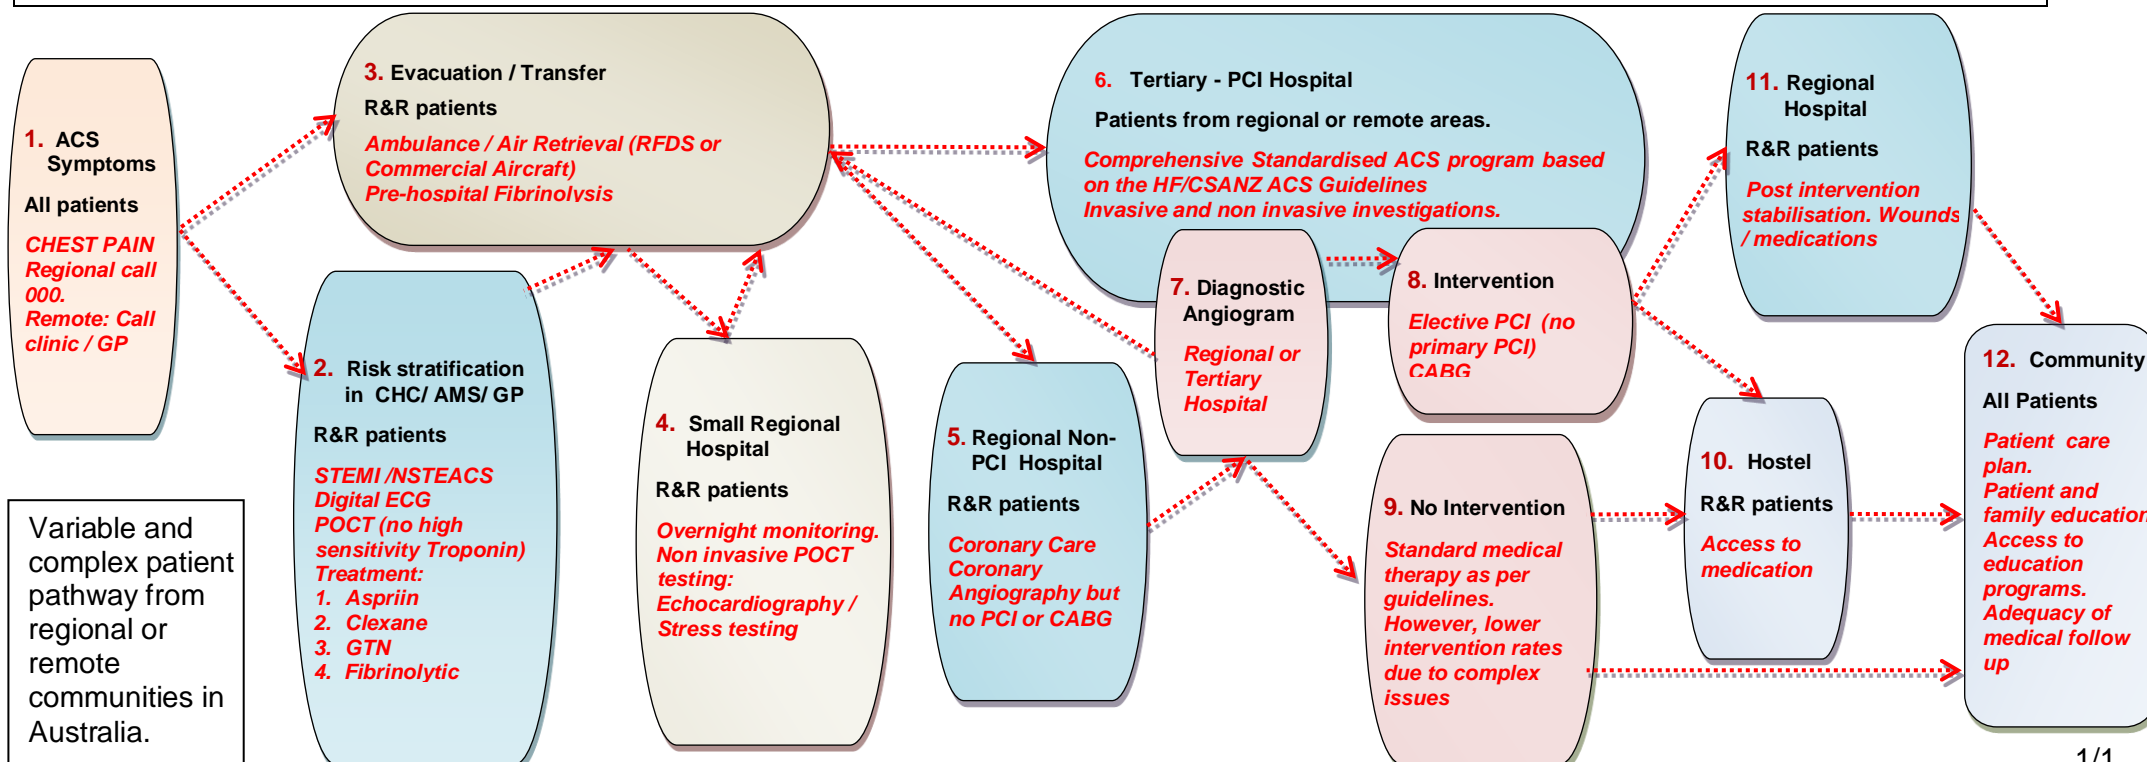 1. ACS
Symptoms
All patients
CHEST PAIN
Regional call
000.
Remote: Call
clinic / GP
2. Risk stratification
in CHC/ AMS/ GP
R&R patients
STEMI /NSTEACS
Digital ECG
POCT (no high
sensitivity Troponin)
Treatment:
1. Aspriin
2. Clexane
3. GTN
4. Fibrinolytic
3. Evacuation / Transfer
R&R patients
Ambulance / Air Retrieval (RFDS or
Commercial Aircraft)
Pre-hospital Fibrinolysis
4. Small Regional
Hospital
R&R patients
Overnight monitoring.
Non invasive POCT
testing:
Echocardiography /
Stress testing
5. Regional Non-
PCI Hospital
R&R patients
Coronary Care
Coronary
Angiography but
no PCI or CABG
6. Tertiary - PCI Hospital
Patients from regional or remote areas.
Comprehensive Standardised ACS program based
on the HF/CSANZ ACS Guidelines
Invasive and non invasive investigations.
7. Diagnostic
Angiogram
Regional or
Tertiary
Hospital
8. Intervention
Elective PCI (no
primary PCI)
CABG
9. No Intervention
Standard medical
therapy as per
guidelines.
However, lower
intervention rates
due to complex
issues
10. Hostel
R&R patients
Access to
medication
11. Regional
Hospital
R&R patients
Post intervention
stabilisation. Wounds
/ medications
12. Community
All Patients
Patient care
plan.
Patient and
family education
Access to
education
programs.
Adequacy of
medical follow
up
Variable and
complex patient
pathway from
regional or
remote
communities in
Australia.
1/1